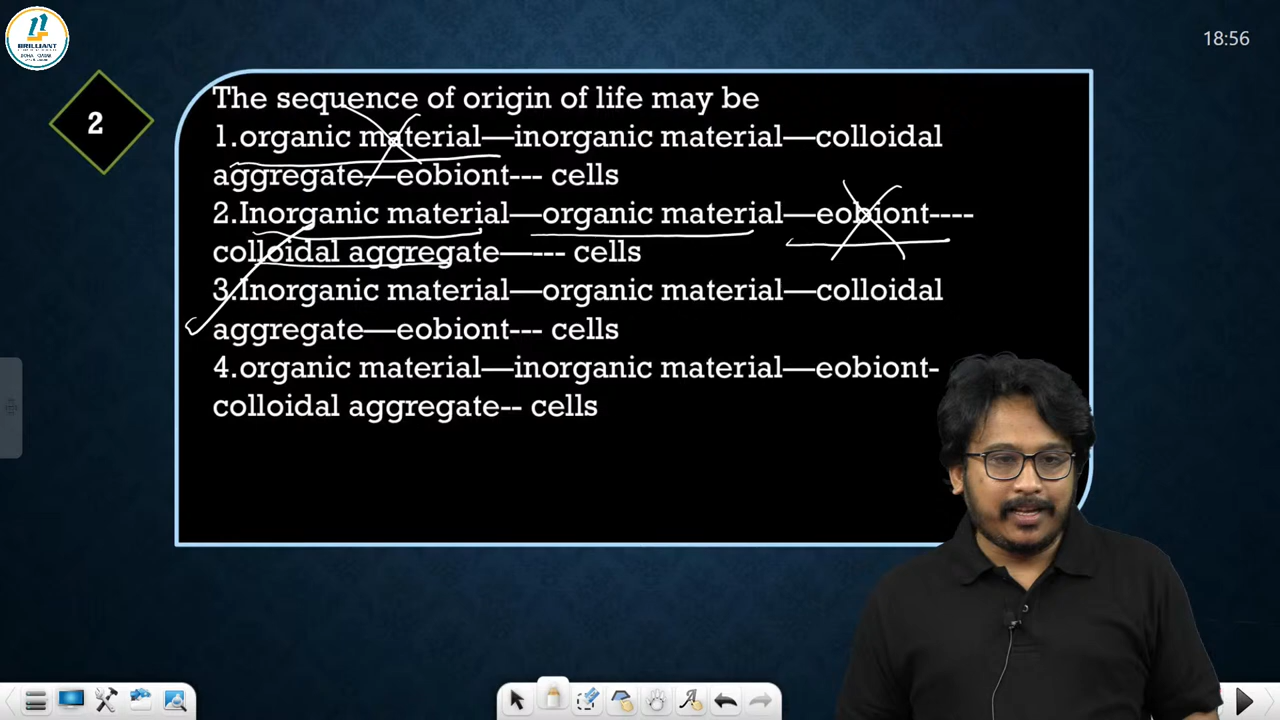 BRILLIANT
18:56
2
The sequence of origin of life may be
1.organic material—inorganic material—colloidal
aggregate—eobiont--- cells
2.Inorganic material—organic material—eobiont----
colloidal aggregate—--- cells
3.Inorganic material—organic material—colloidal
aggregate—eobiont--- cells
4.organic material—inorganic material—eobiont-
colloidal aggregate-- cells